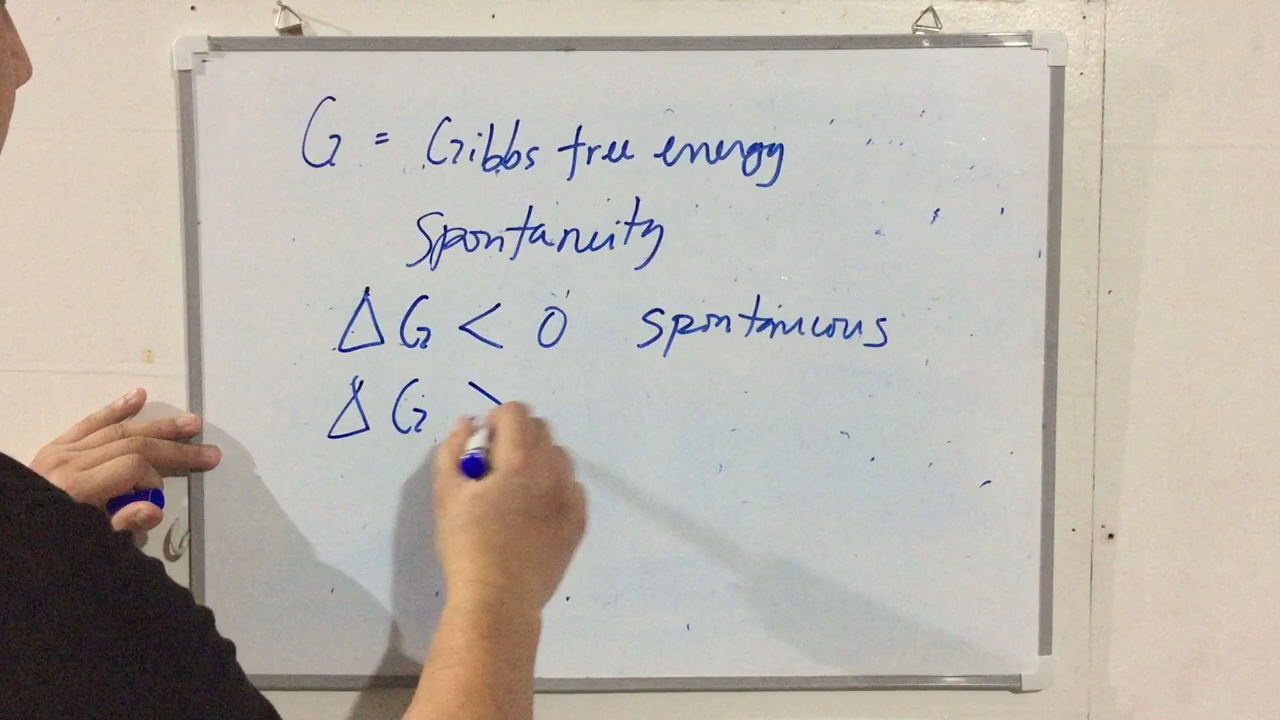 G = Gibbs free energy
Spontaneity
ΔG < 0 spontaneous
ΔG >